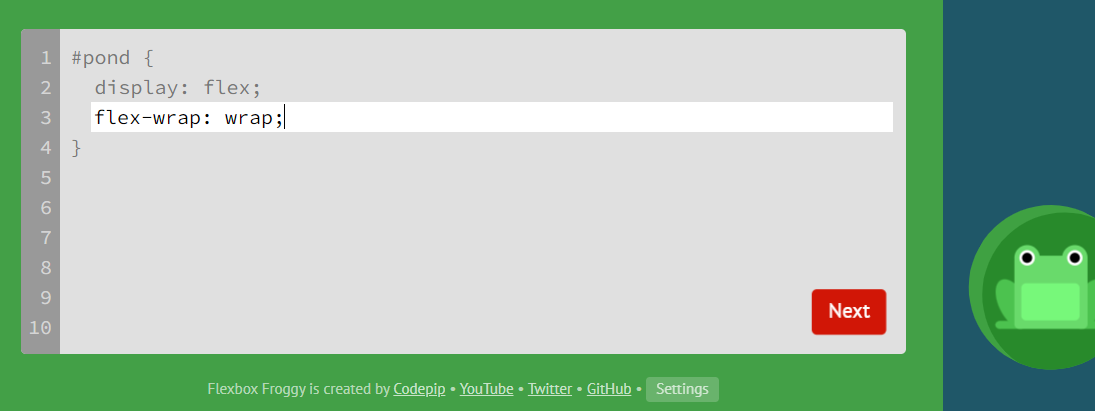 1 #pond {
2 display: flex;
3 flex-wrap: wrap;
4 }
5
6
7
8
9
10
Next
Flexbox Froggy is created by Codepip • YouTube • Twitter • GitHub • Settings